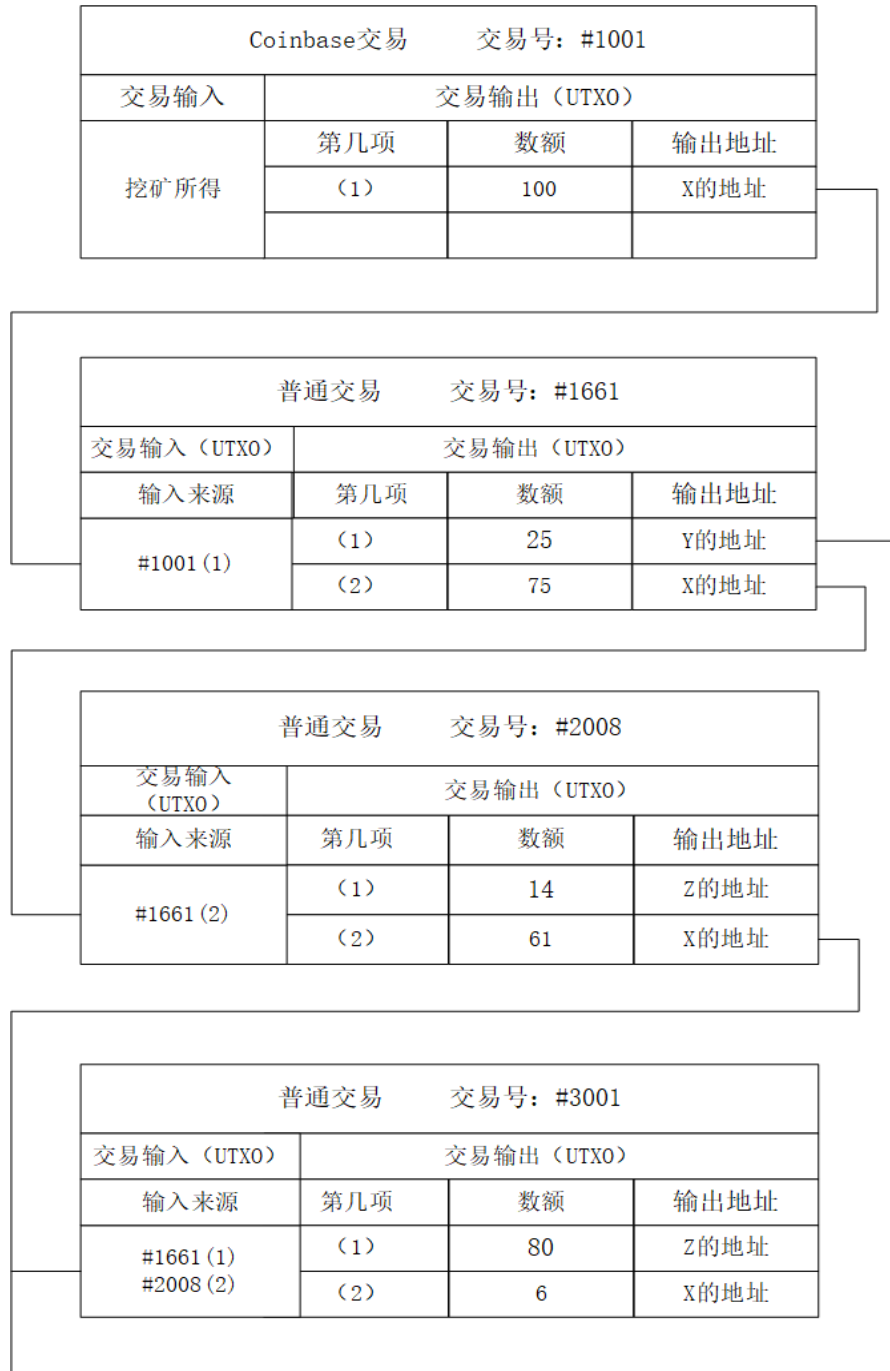 Coinbase交易 交易号：#1001
交易输入 交易输出（UTXO）
第几项 数额 输出地址
挖矿所得 （1） 100 X的地址
普通交易 交易号：#1661
交易输入（UTXO） 交易输出（UTXO）
输入来源 第几项 数额 输出地址
#1001(1)
（1） 25 Y的地址
（2） 75 X的地址
普通交易 交易号：#2008
交易输入
（UTXO）
交易输出（UTXO）
输入来源 第几项 数额 输出地址
#1661(2)
（1） 14 Z的地址
（2） 61 X的地址
普通交易 交易号：#3001
交易输入（UTXO） 交易输出（UTXO）
输入来源 第几项 数额 输出地址
#1661(1)
#2008(2)
（1） 80 Z的地址
（2） 6 X的地址